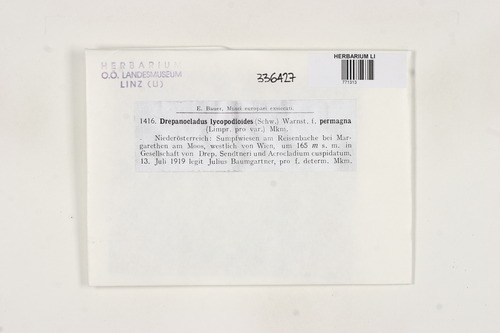 HERBARIUM
O.Ö. LANDESMUSEUM
LINZ (LI)
336427
HERBARIUM LI
E. Bauer, Musci europaei exsiccati.
1416. Drepanocladus lycopodioides (Schw.) Warnst. f. permagna
(Limpr. pro var.) Mkm.
Niederösterreich: Sumpfwiesen am Reisenbache bei Mar-
garethen am Moos, westlich von Wien, um 165 m s. m. in
Gesellschaft von Drep. Sendtneri und Acrocladium cuspidatum,
13. Juli 1919 legit Julius Baumgartner, pro f. determ. Mkm.